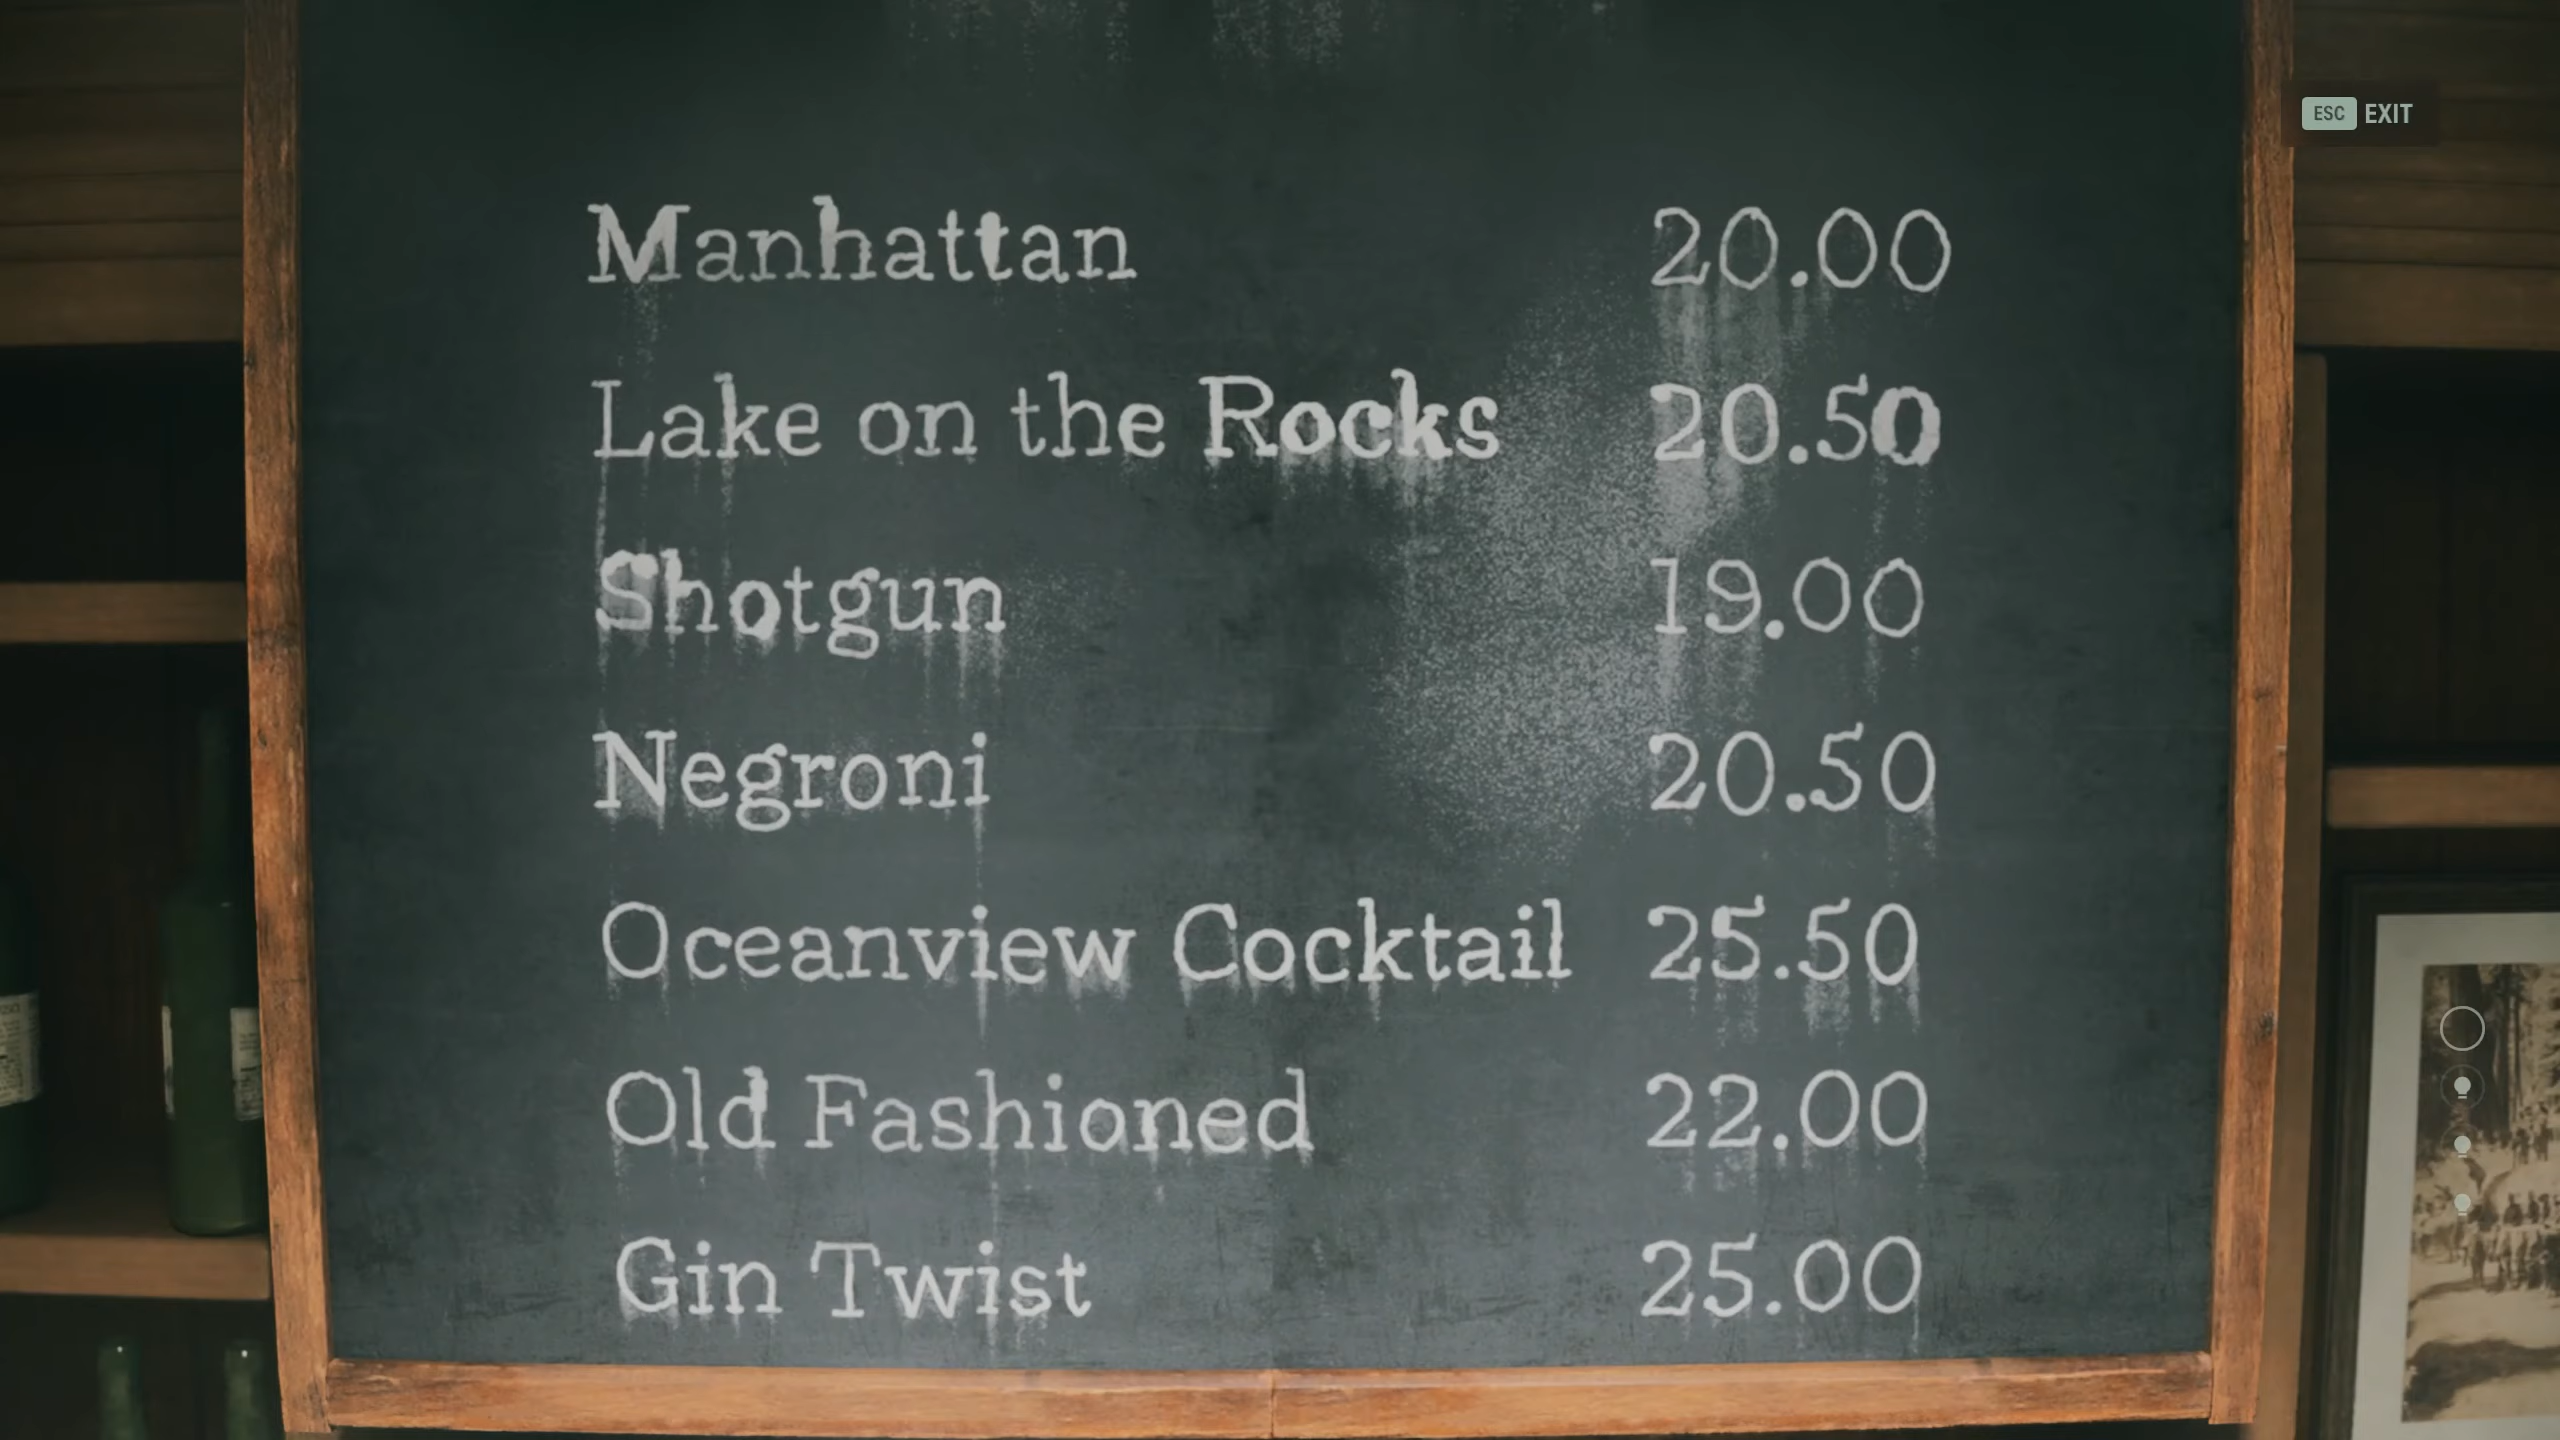 ESC EXIT
Manhattan 20.00
Lake on the Rocks 20.50
Shotgun 19.00
Negroni 20.50
Oceanview Cocktail 25.50
Old Fashioned 22.00
Gin Twist 25.00